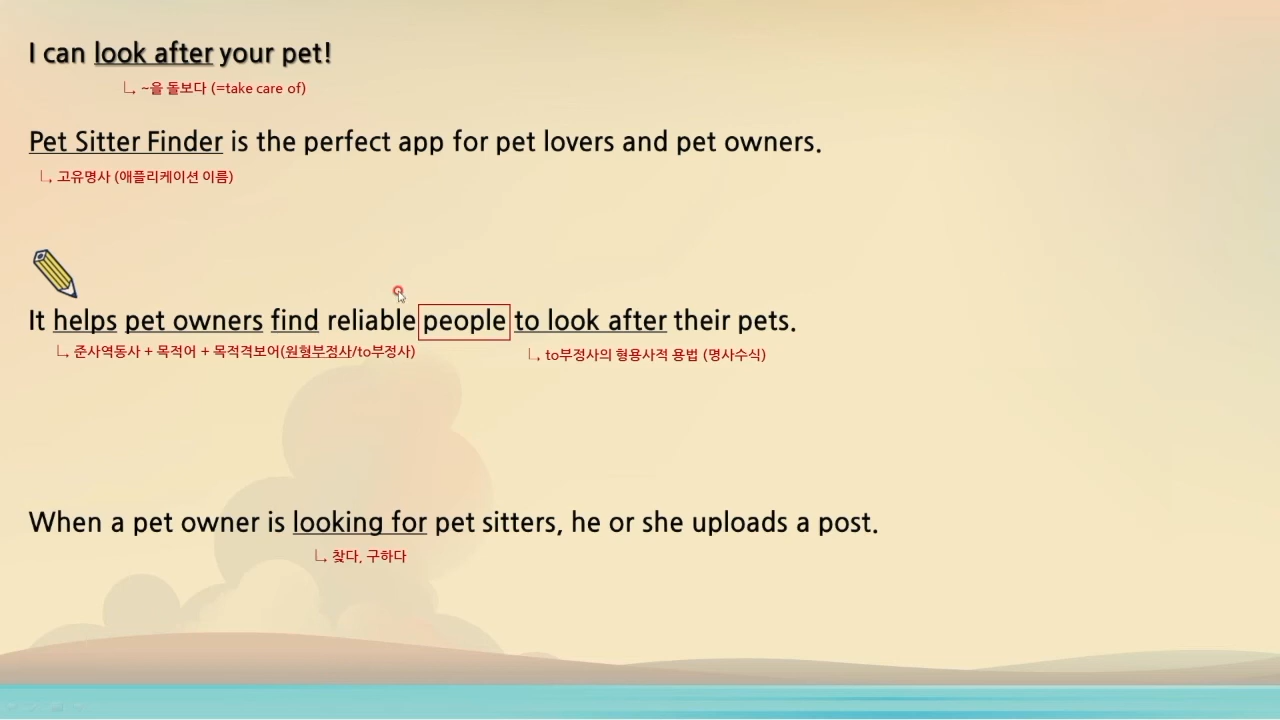 I can look after your pet!
ㄴ, ~을 돌보다 (=take care of)
Pet Sitter Finder is the perfect app for pet lovers and pet owners.
ㄴ, 고유명사 (애플리케이션 이름)
It helps pet owners find reliable people to look after their pets.
ㄴ, 준사역동사 + 목적어 + 목적격보어(원형부정사/to부정사) ㄴ, to부정사의 형용사적 용법 (명사수식)
When a pet owner is looking for pet sitters, he or she uploads a post.
ㄴ, 찾다, 구하다